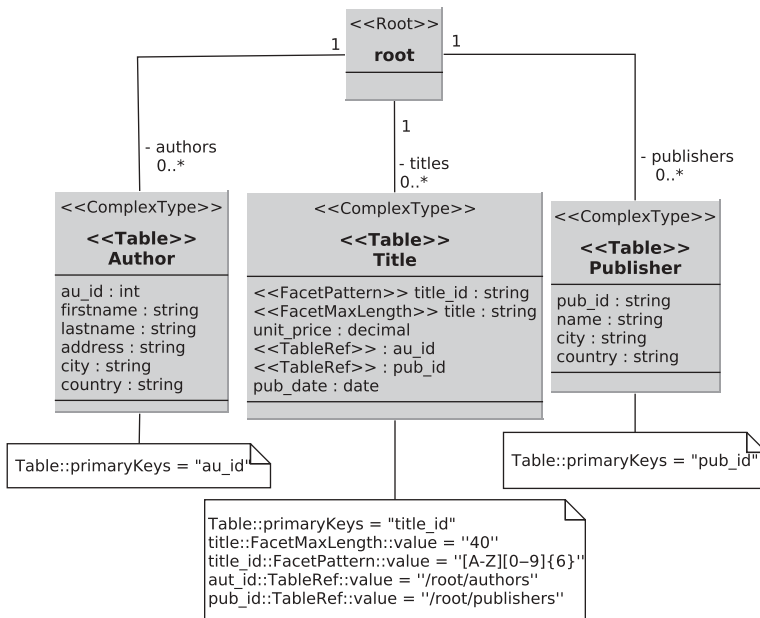 <<Root>>
root
1
1
1
- authors
0..*
- titles
0..*
- publishers
0..*
<<ComplexType>>
<<Table>>
Author
au_id : int
firstname : string
lastname : string
address : string
city : string
country : string
<<ComplexType>>
<<Table>>
Title
<<FacetPattern>> title_id : string
<<FacetMaxLength>> title : string
unit_price : decimal
<<TableRef>> : au_id
<<TableRef>> : pub_id
pub_date : date
<<ComplexType>>
<<Table>>
Publisher
pub_id : string
name : string
city : string
country : string
Table::primaryKeys = "au_id"
Table::primaryKeys = "pub_id"
Table::primaryKeys = "title_id"
title::FacetMaxLength::value = ''40''
title_id::FacetPattern::value = ''[A-Z][0–9]{6}''
aut_id::TableRef::value = ''/root/authors''
pub_id::TableRef::value = ''/root/publishers''